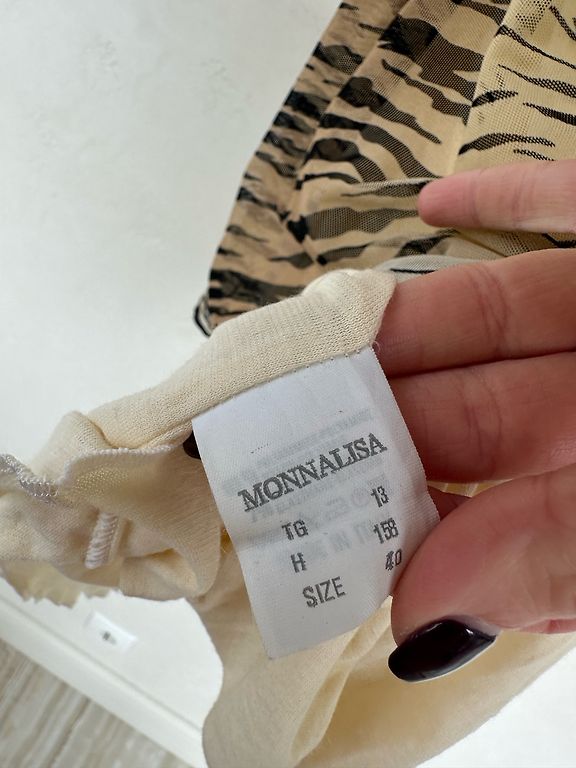 MONNALISA
TG 13
H 158
SIZE 40